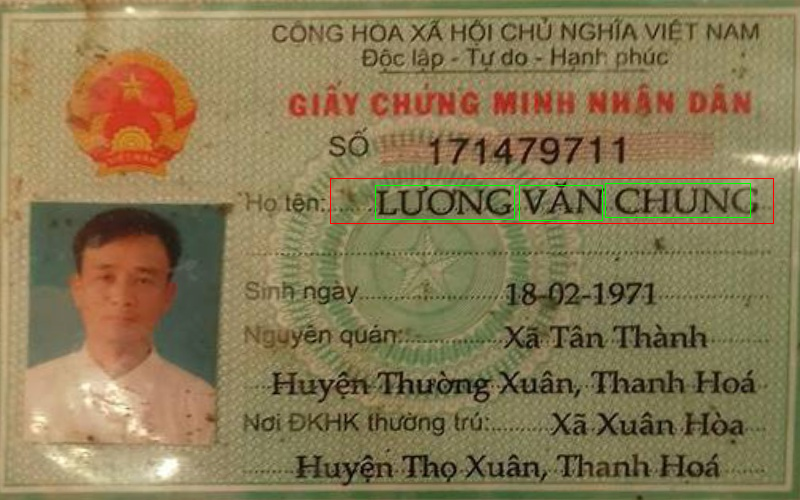 CỘNG HÒA XÃ HỘI CHỦ NGHĨA VIỆT NAM
Độc lập - Tự do - Hạnh phúc
GIẤY CHỨNG MINH NHÂN DÂN
SỐ 171479711
Họ tên: LƯƠNG VĂN CHUNG
Sinh ngày 18-02-1971
Nguyên quán: Xã Tân Thành
Huyện Thường Xuân, Thanh Hoá
Nơi ĐKHK thường trú: Xã Xuân Hòa
Huyện Thọ Xuân, Thanh Hoá